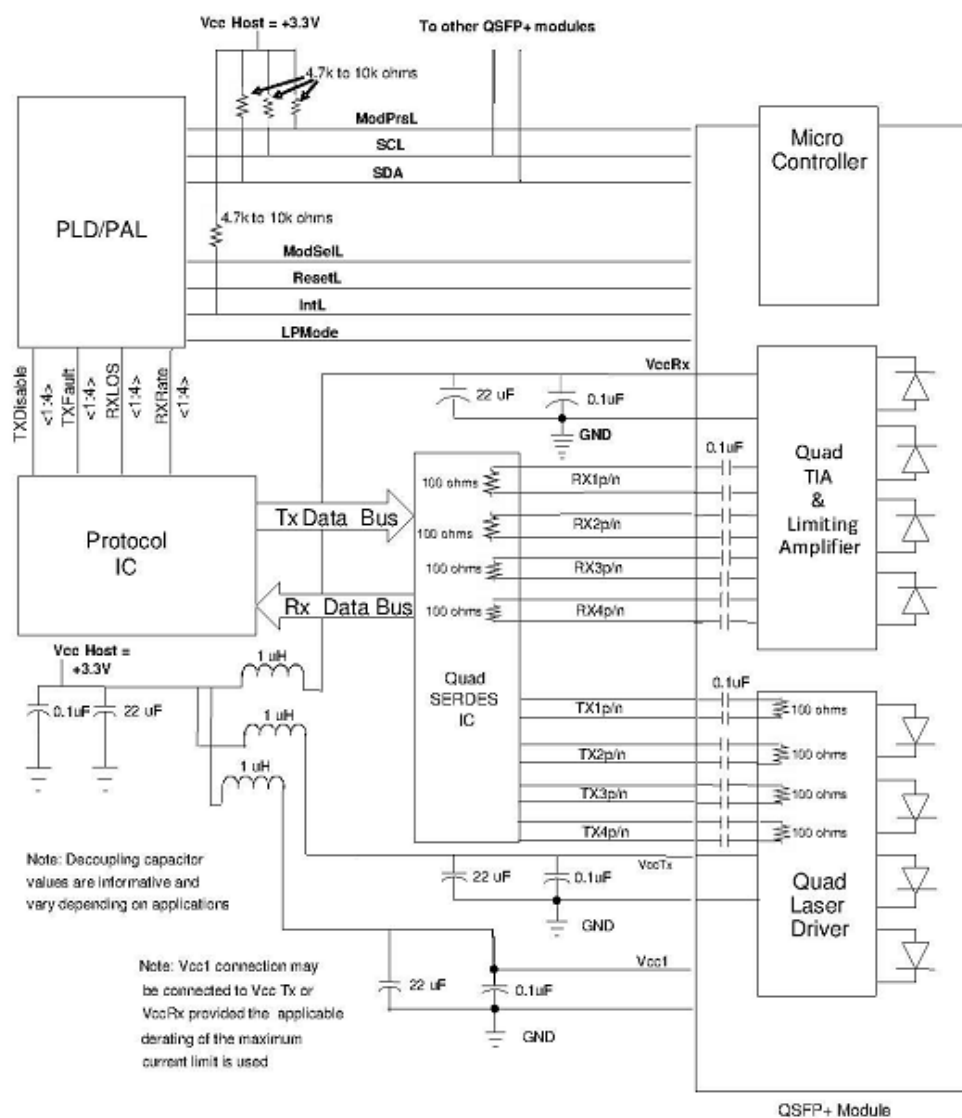 Vcc Host = +3.3V
To other QSFP+ modules
4.7k to 10k ohms
ModPrsL
SCL
SDA
Micro
Controller
PLD/PAL
4.7k to 10k ohms
ModSelL
ResetL
IntL
LPMode
TXDisable
<1:4>
TXFault
<1:4>
RXLOS
<1:4>
RXRate
<1:4>
VccRx
22 uF
0.1uF
GND
0.1uF
Quad
TIA
&
Limiting
Amplifier
100 ohms
RX1p/n
Tx Data Bus
100 ohms
RX2p/n
Protocol
IC
100 ohms
RX3p/n
Rx Data Bus
100 ohms
RX4p/n
Vcc Host =
+3.3V
1 uH
Quad
SERDES
IC
0.1uF
0.1uF
22 uF
TX1p/n
100 ohms
1 uH
TX2p/n
100 ohms
1 uH
TX3p/n
100 ohms
TX4p/n
100 ohms
Note: Decoupling capacitor
values are informative and
vary depending on applications
VccTx
22 uF
0.1uF
GND
Quad
Laser
Driver
Note: Vcc1 connection may
be connected to Vcc Tx or
VccRx provided the applicable
derating of the maximum
current limit is used
Vcc1
22 uF
0.1uF
GND
QSFP+ Module